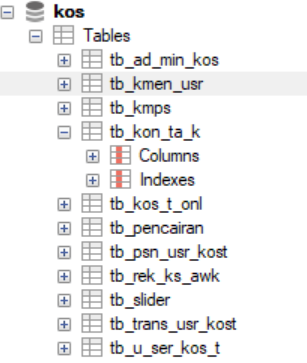 kos
Tables
tb_ad_min_kos
tb_kmen_usr
tb_kmps
tb_kon_ta_k
Columns
Indexes
tb_kos_t_onl
tb_pencairan
tb_psn_usr_kost
tb_rek_ks_awk
tb_slider
tb_trans_usr_kost
tb_u_ser_kos_t